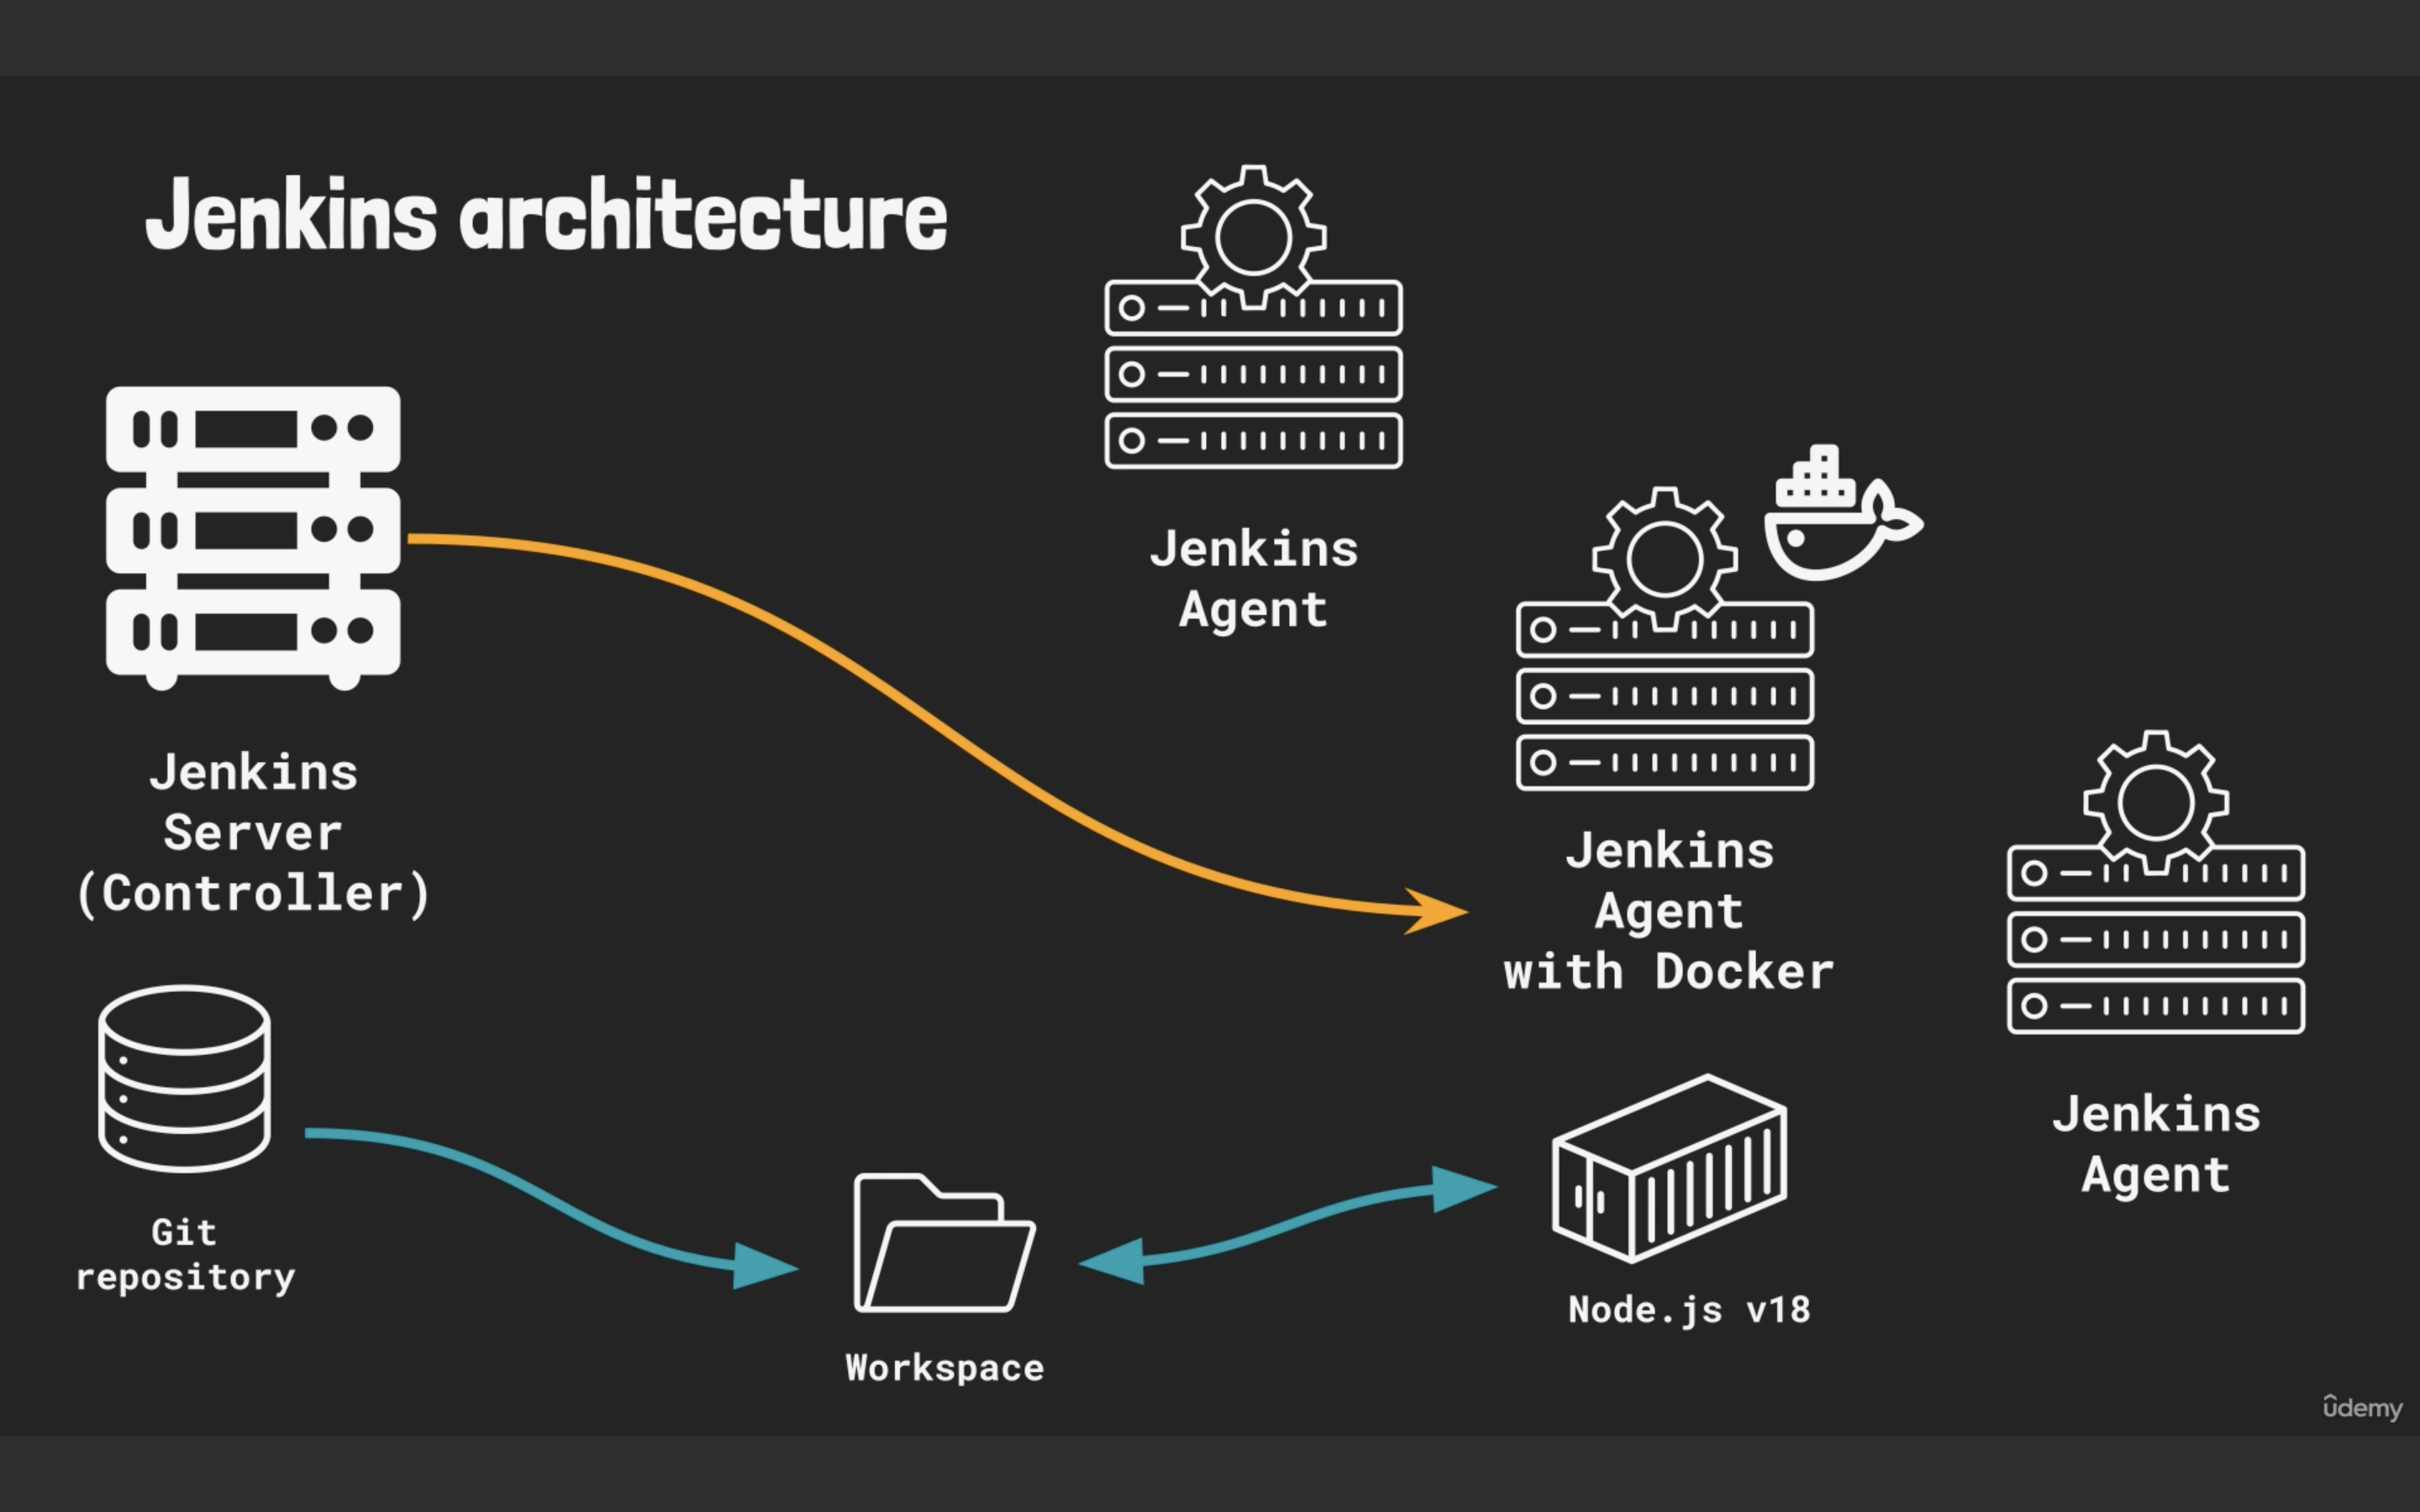 Jenkins architecture
Jenkins
Agent
Jenkins
Server
(Controller)
Jenkins
Agent
with Docker
Jenkins
Agent
Git
repository
Workspace
Node.js v18
ûdemy